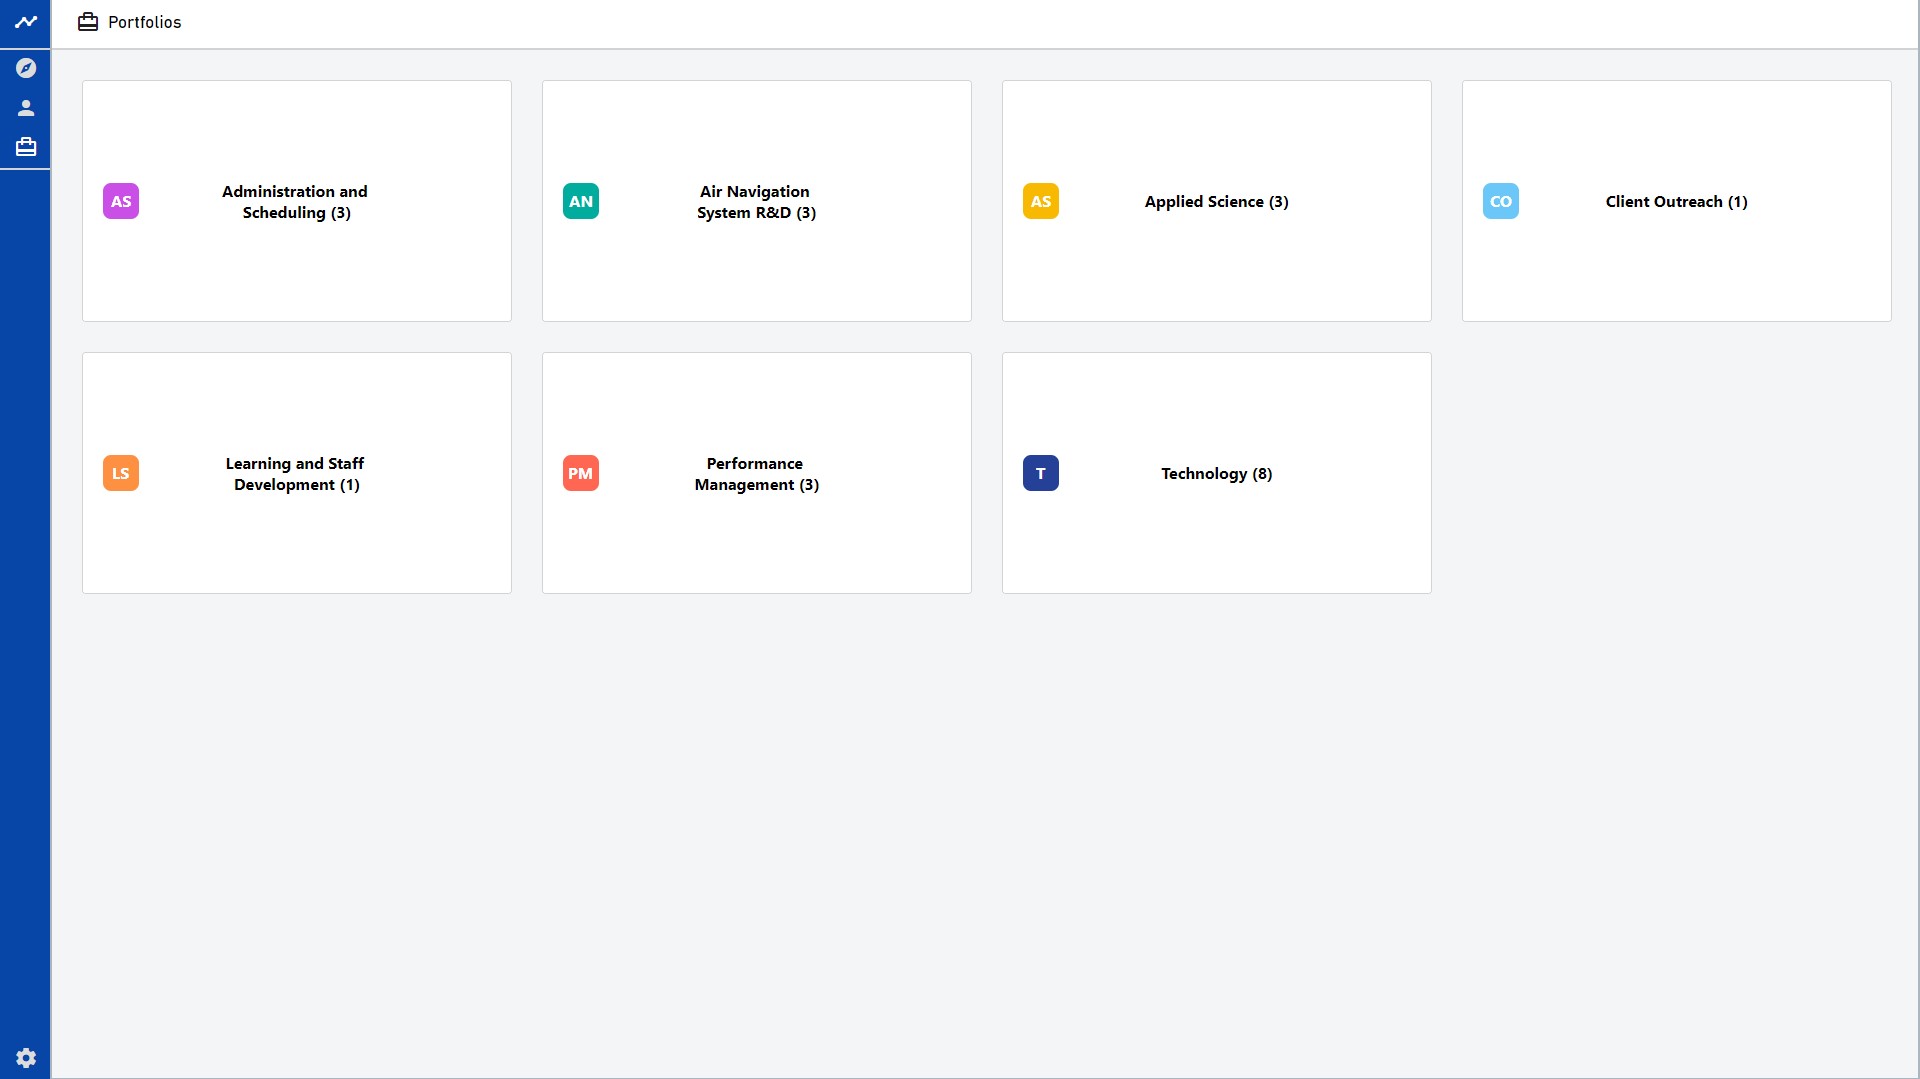 Portfolios
AS
Administration and
Scheduling (3)
AN
Air Navigation
System R&D (3)
AS
Applied Science (3)
CO
Client Outreach (1)
LS
Learning and Staff
Development (1)
PM
Performance
Management (3)
T
Technology (8)